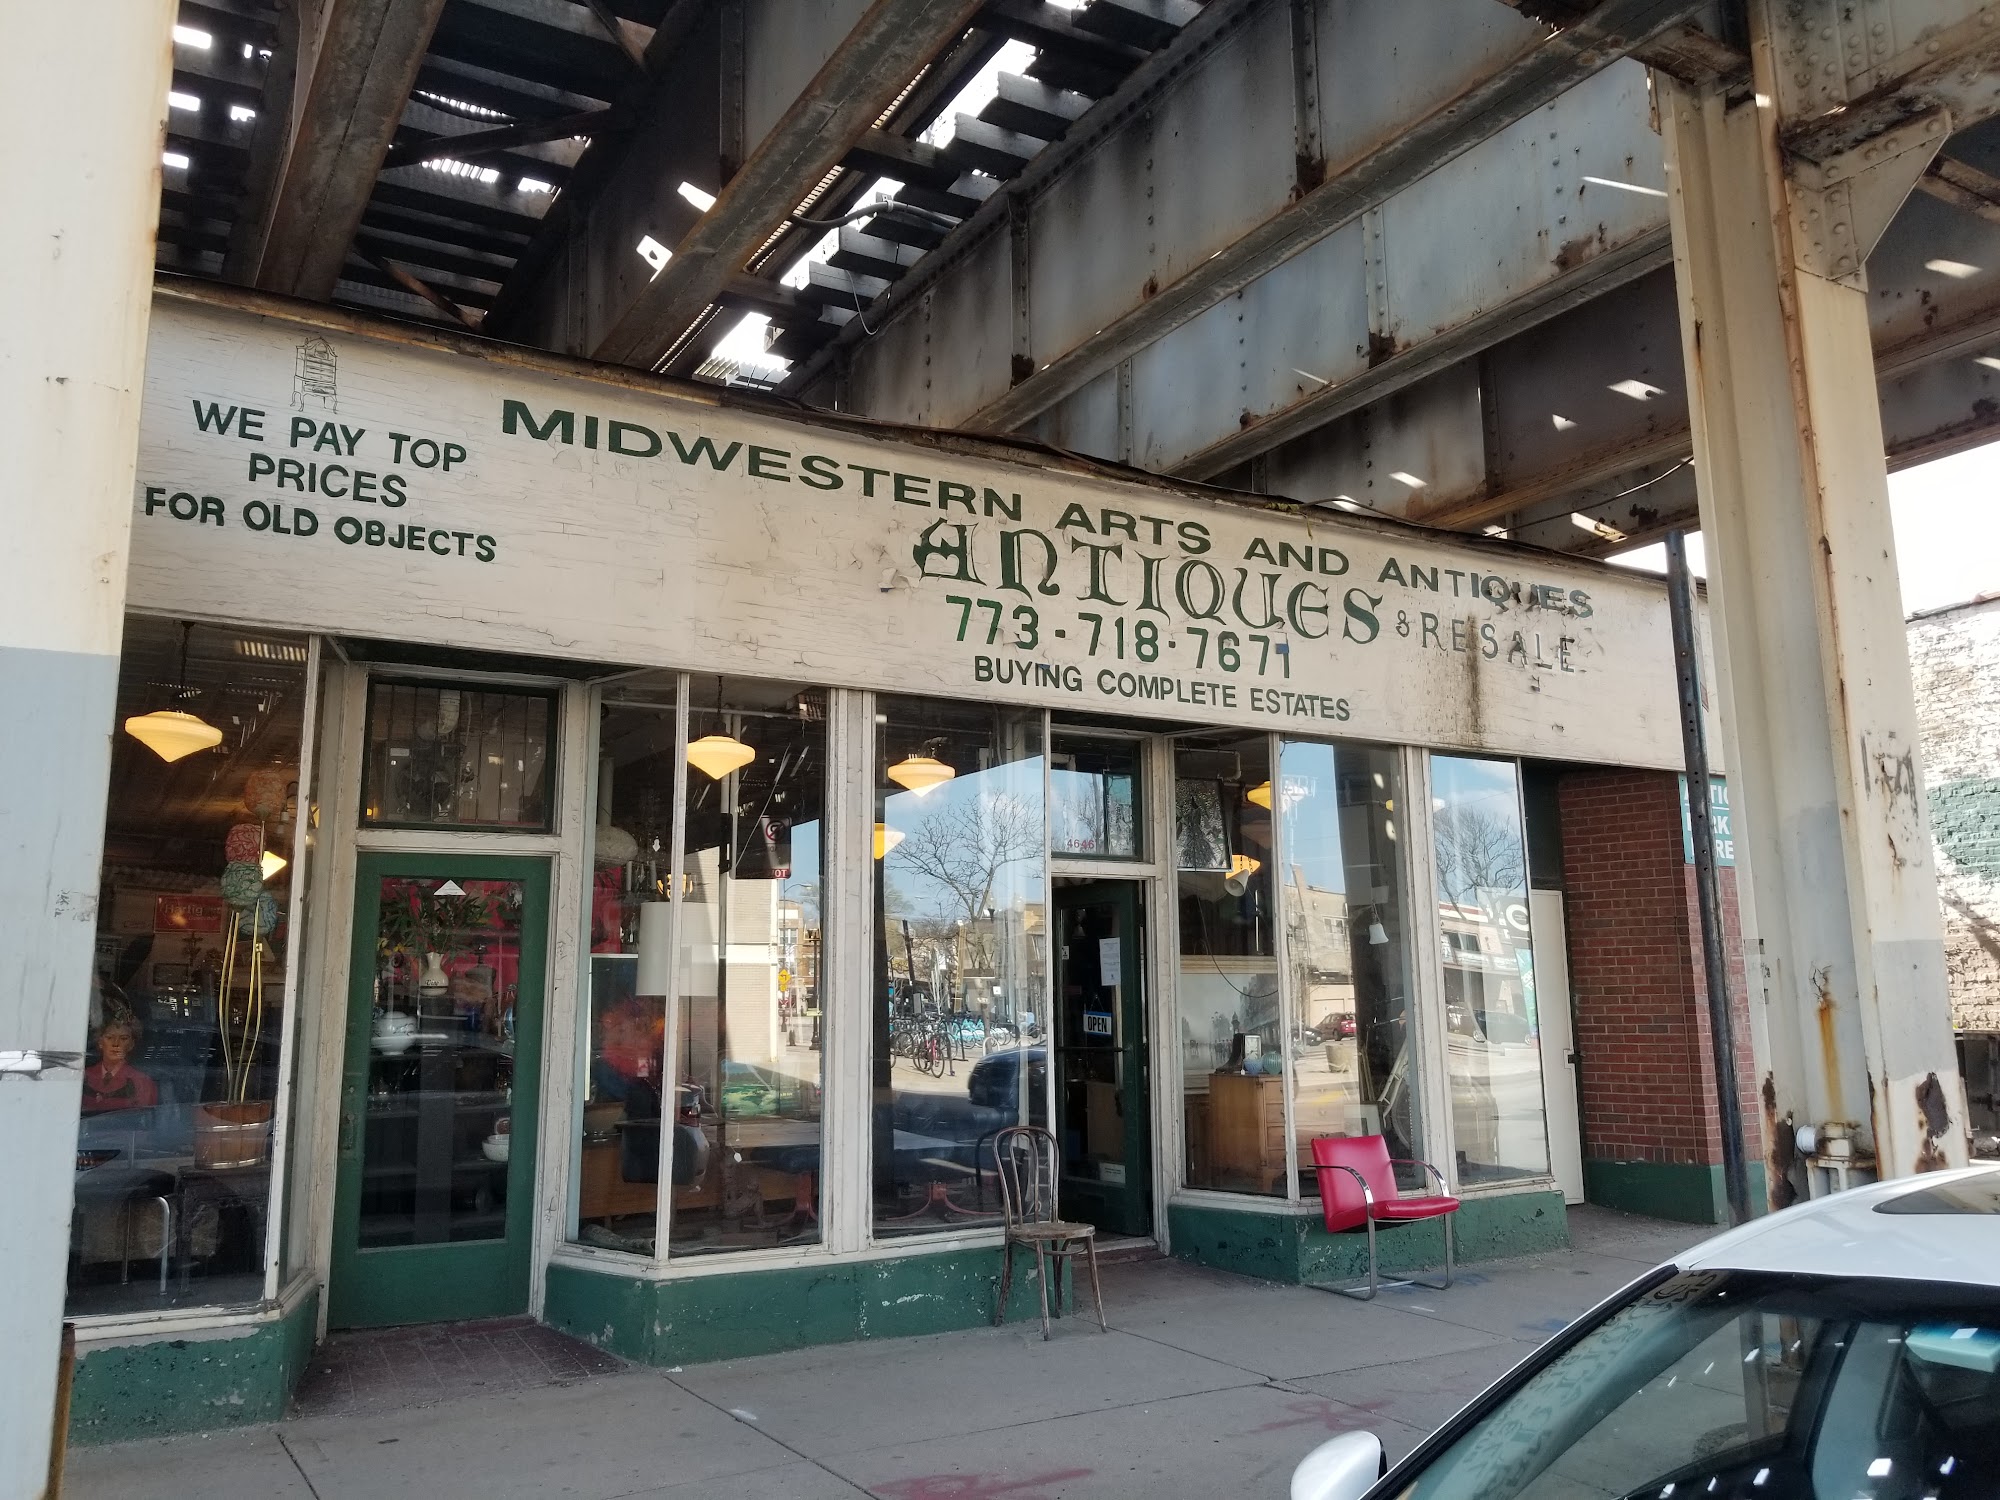 WE PAY TOP
PRICES
FOR OLD OBJECTS
MIDWESTERN ARTS AND ANTIQUES
ANTIQUES & RESALE
773-718-7671
BUYING COMPLETE ESTATES
4646
OPEN